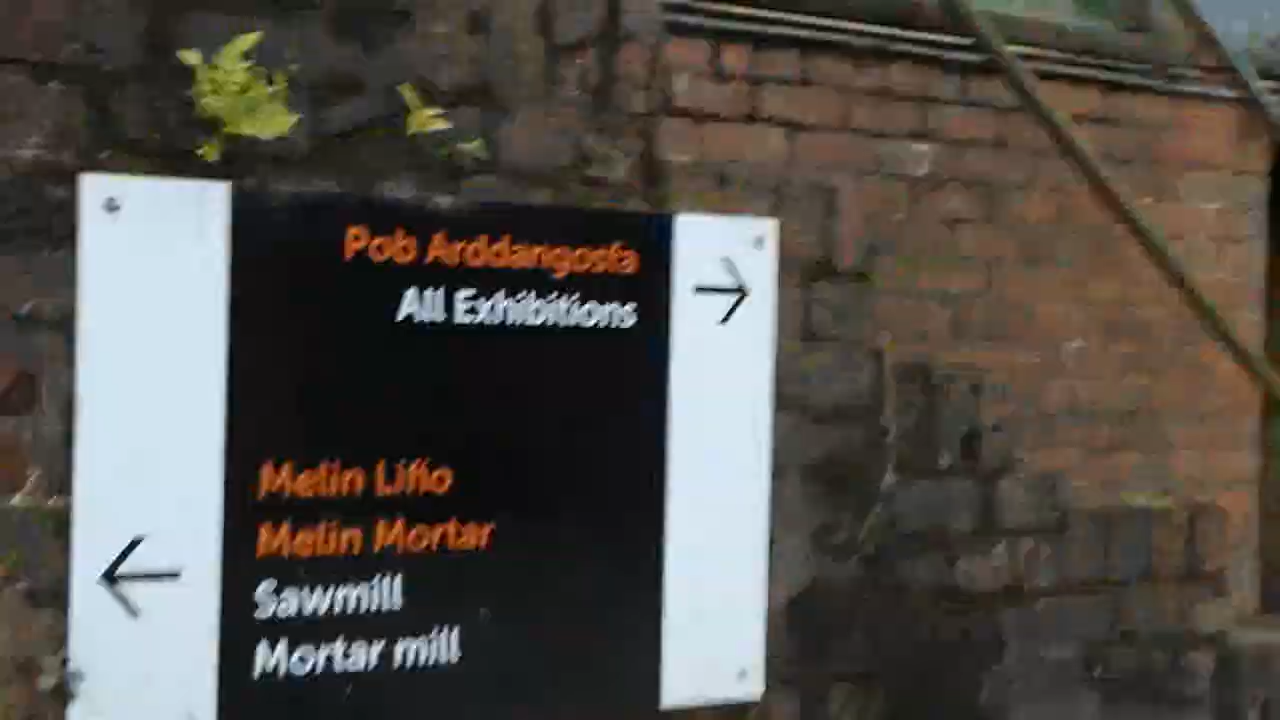 Pob Arddangosfa
All Exhibitions
Melin Lifio
Melin Mortar
Sawmill
Mortar mill